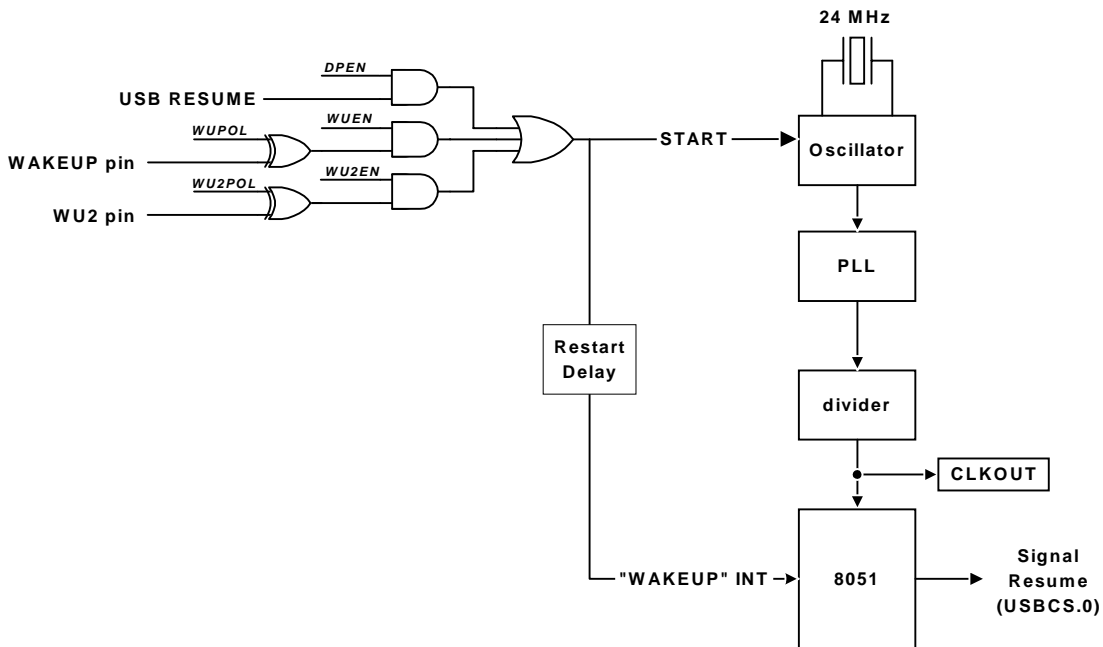 24 MHz
DPEN
USB RESUME
WUPOL
WUEN
WAKEUP pin
START
Oscillator
WU2POL
WU2EN
WU2 pin
PLL
Restart
Delay
divider
CLKOUT
"WAKEUP" INT
8051
Signal
Resume
(USBCS.0)